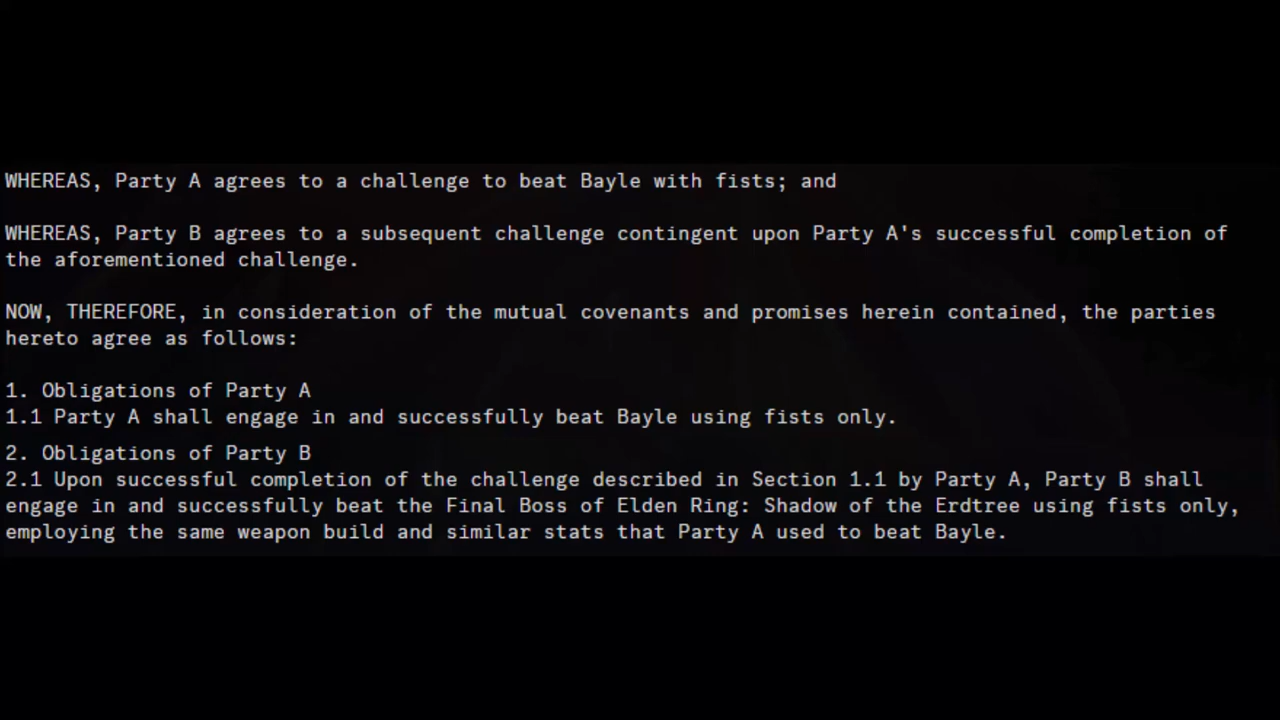 WHEREAS, Party A agrees to a challenge to beat Bayle with fists; and
WHEREAS, Party B agrees to a subsequent challenge contingent upon Party A's successful completion of
the aforementioned challenge.
NOW, THEREFORE, in consideration of the mutual covenants and promises herein contained, the parties
hereto agree as follows:
1. Obligations of Party A
1.1 Party A shall engage in and successfully beat Bayle using fists only.
2. Obligations of Party B
2.1 Upon successful completion of the challenge described in Section 1.1 by Party A, Party B shall
engage in and successfully beat the Final Boss of Elden Ring: Shadow of the Erdtree using fists only,
employing the same weapon build and similar stats that Party A used to beat Bayle.